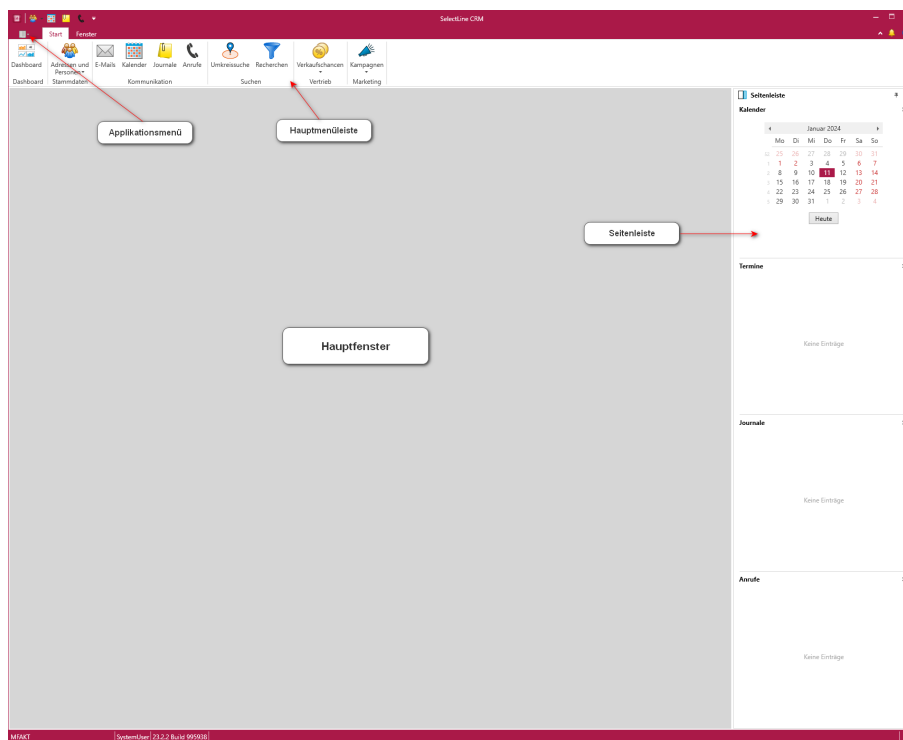 SelectLine CRM
Start Fenster
Dashboard Adressen und Personen E-Mails Kalender Journale Anrufe Umkreissuche Recherchen Verkaufschancen Kampagnen
Dashboard Stammdaten Kommunikation Suchen Vertrieb Marketing
Applikationsmenü
Hauptmenüleiste
Seitenleiste
Hauptfenster
Seitenleiste
Kalender
Januar 2024
Mo Di Mi Do Fr Sa So
25 26 27 28 29 30 31
1 1 2 3 4 5 6 7
2 8 9 10 11 12 13 14
3 15 16 17 18 19 20 21
4 22 23 24 25 26 27 28
5 29 30 31 1 2 3 4
Heute
Termine
Keine Einträge
Journale
Keine Einträge
Anrufe
Keine Einträge
MFAKT SystemUser 23.2.2 Build 995938